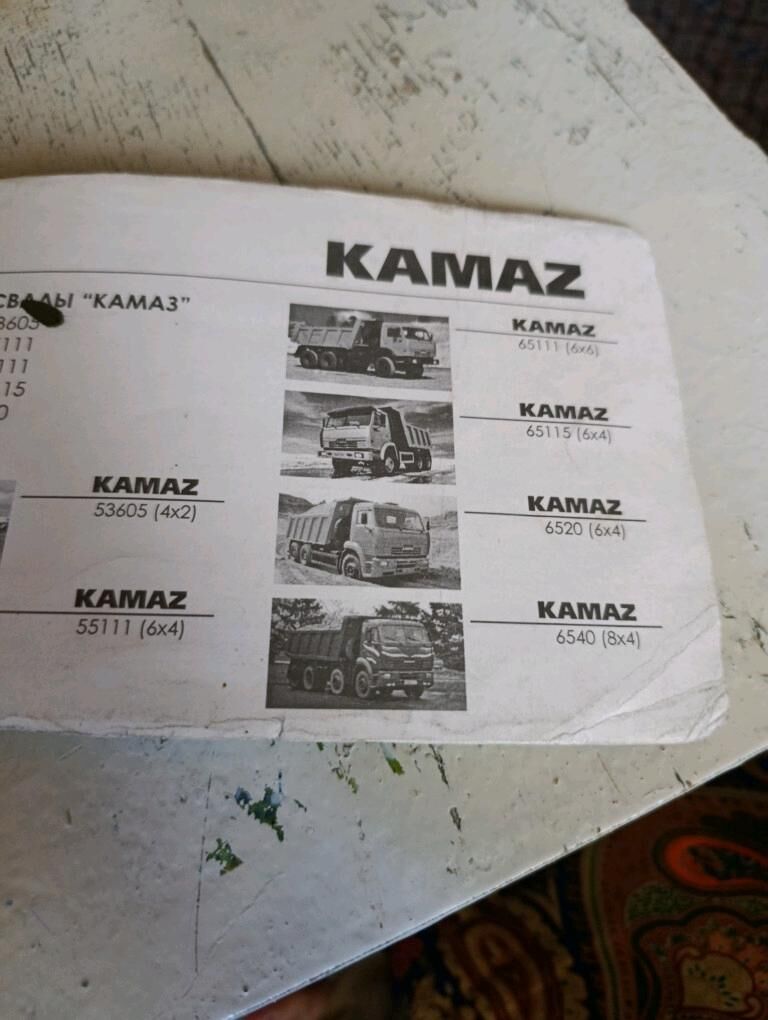 KAMAZ
"КАМАЗ"
KAMAZ
65111 (6x6)
KAMAZ
65115 (6x4)
KAMAZ
53605 (4x2)
KAMAZ
6520 (6x4)
KAMAZ
55111 (6x4)
KAMAZ
6540 (8x4)